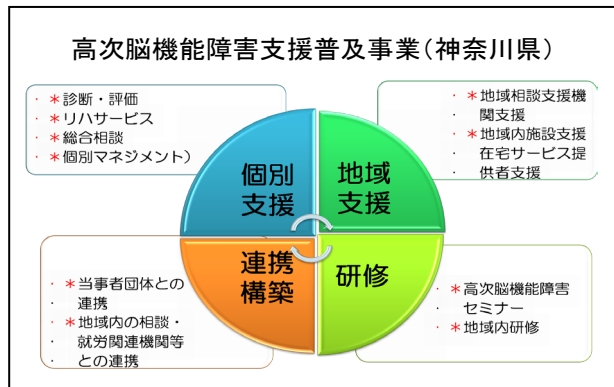 高次脳機能障害支援普及事業(神奈川県)
・ ＊診断・評価
・ ＊リハサービス
・ ＊総合相談
・ ＊個別マネジメント）
・ ＊地域相談支援機
・ 関支援
・ ＊地域内施設支援
・ 在宅サービス提
・ 供者支援
個別
支援
地域
支援
連携
構築
研修
・ ＊当事者団体との
・ 連携
・ ＊地域内の相談・
・ 就労関連機関等
・ との連携
・ ＊高次脳機能障害
・ セミナー
・ ＊地域内研修